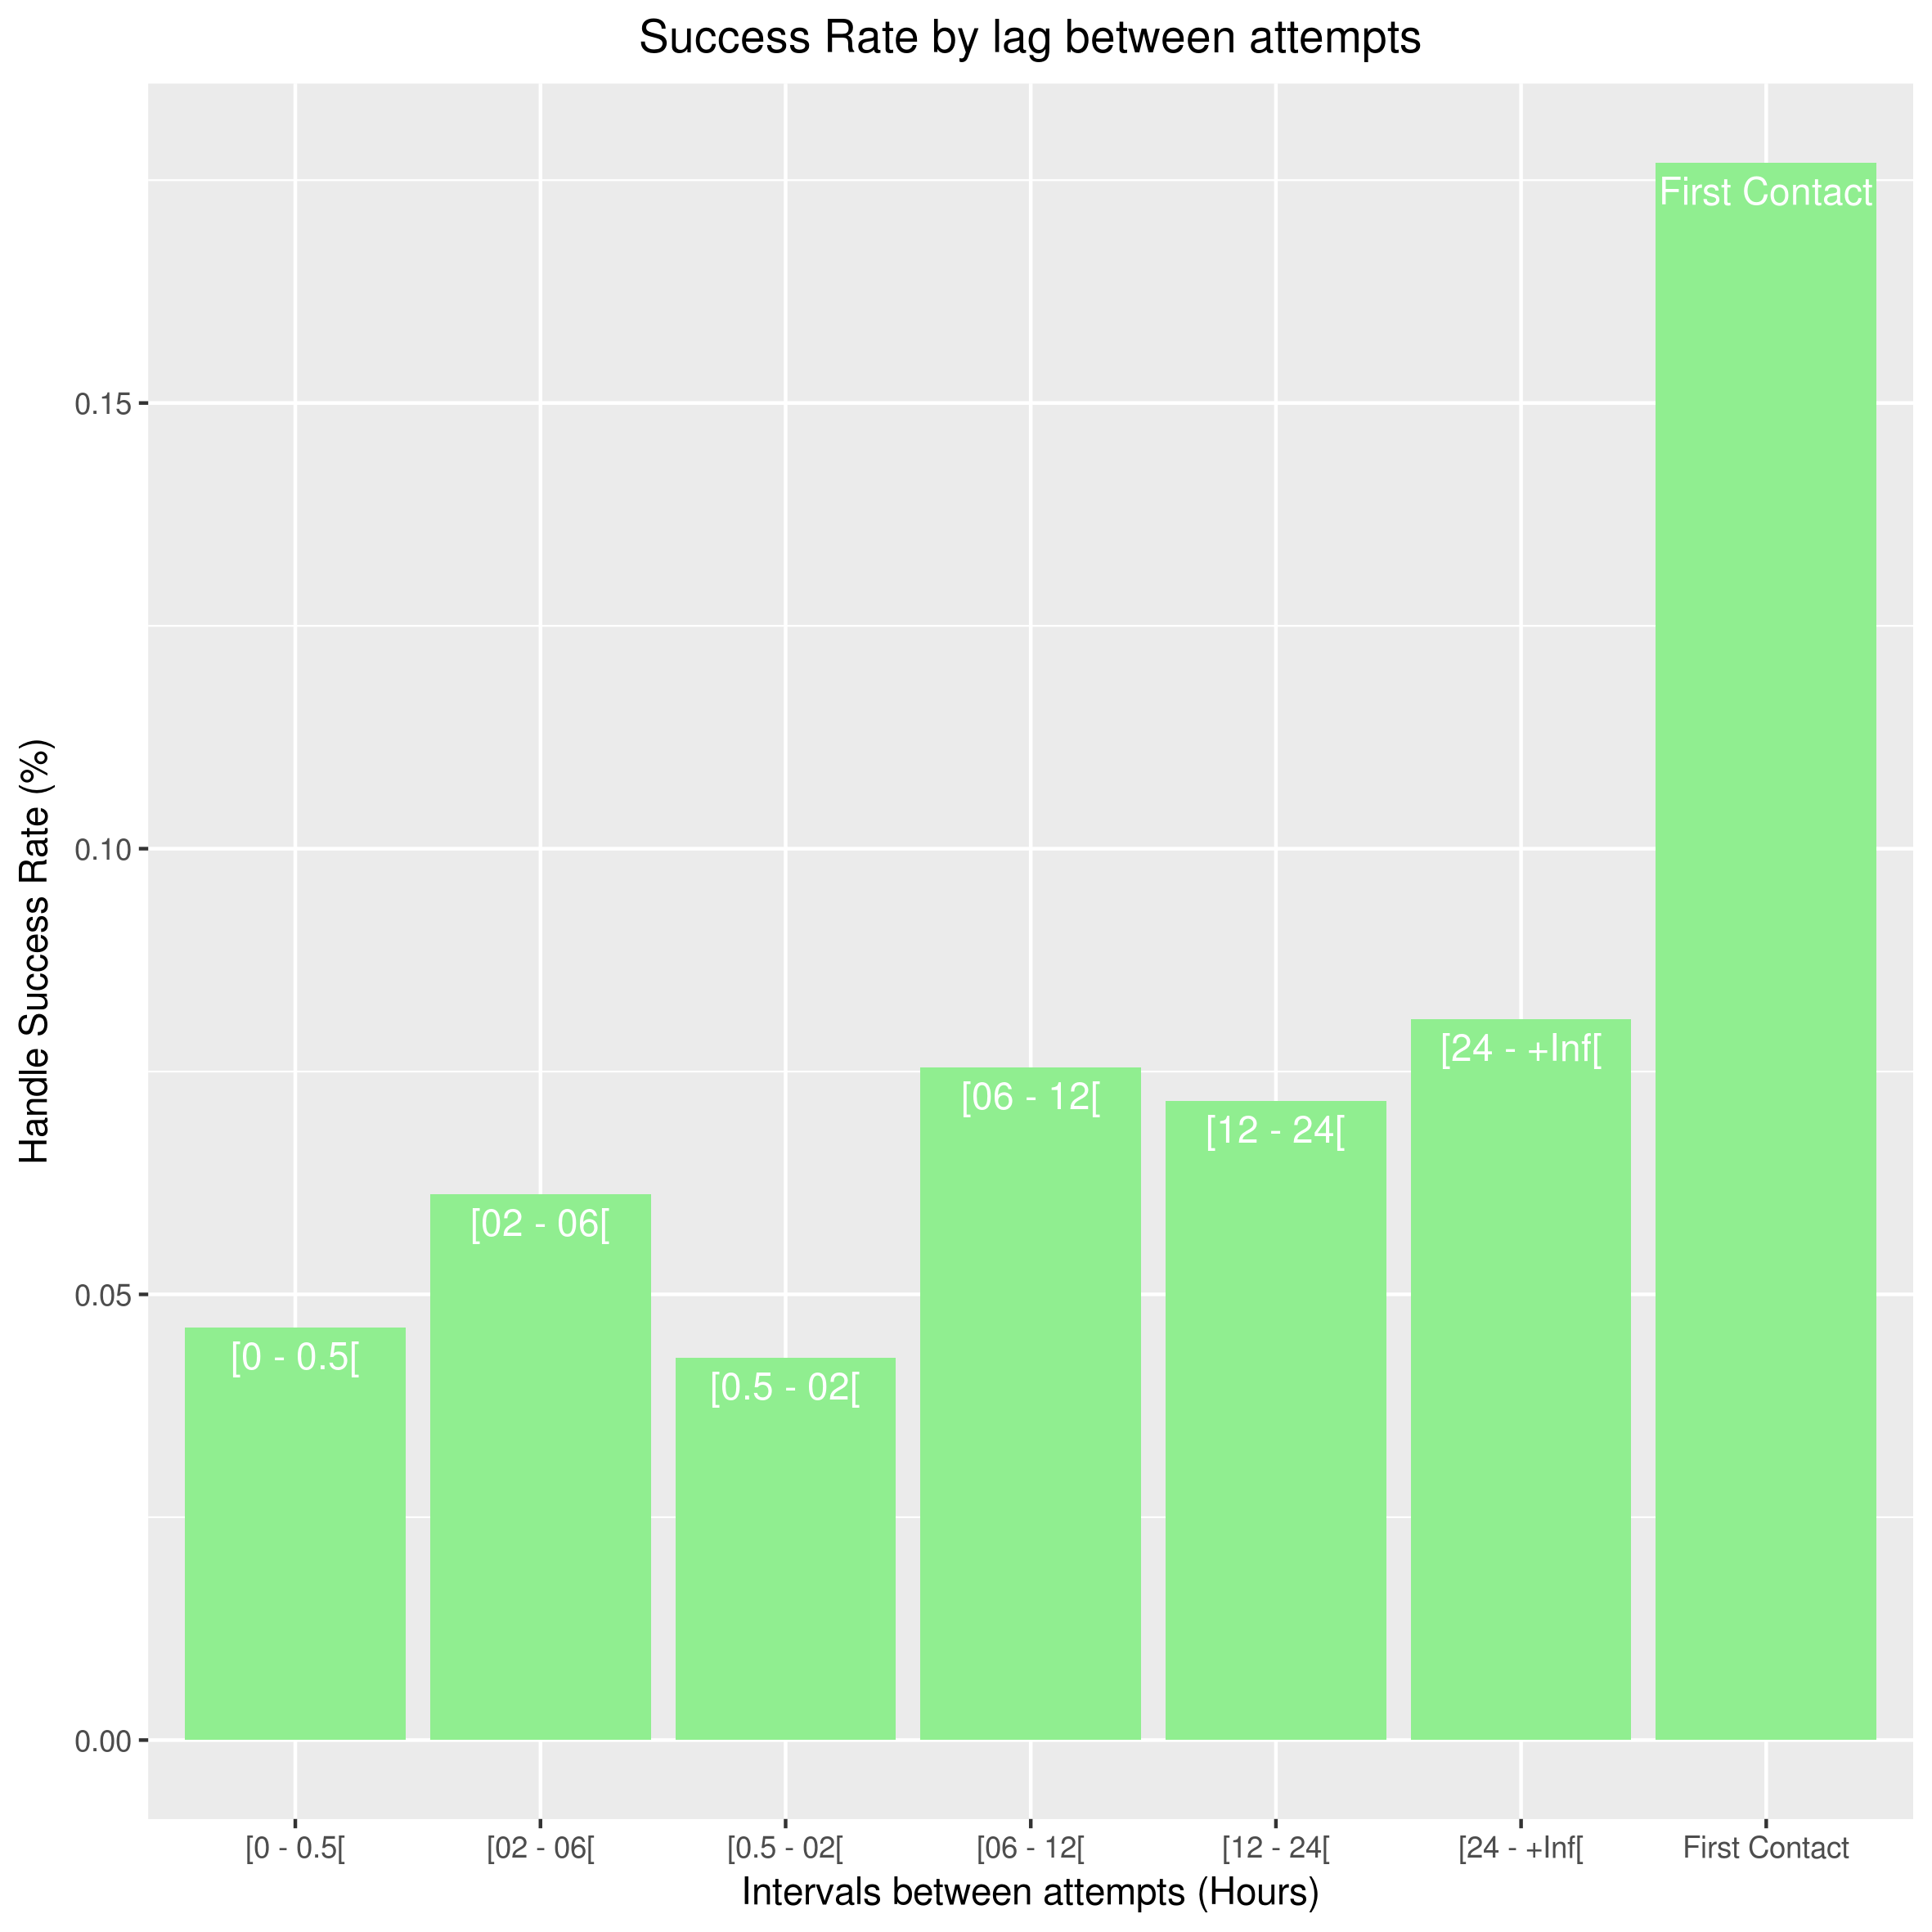 Success Rate by lag between attempts
Handle Success Rate (%)
0.15
0.10
0.05
0.00
First Contact
[24 - +Inf[
[06 - 12[
[12 - 24[
[02 - 06[
[0 - 0.5[
[0.5 - 02[
[0 - 0.5[ [02 - 06[ [0.5 - 02[ [06 - 12[ [12 - 24[ [24 - +Inf[ First Contact
Intervals between attempts (Hours)